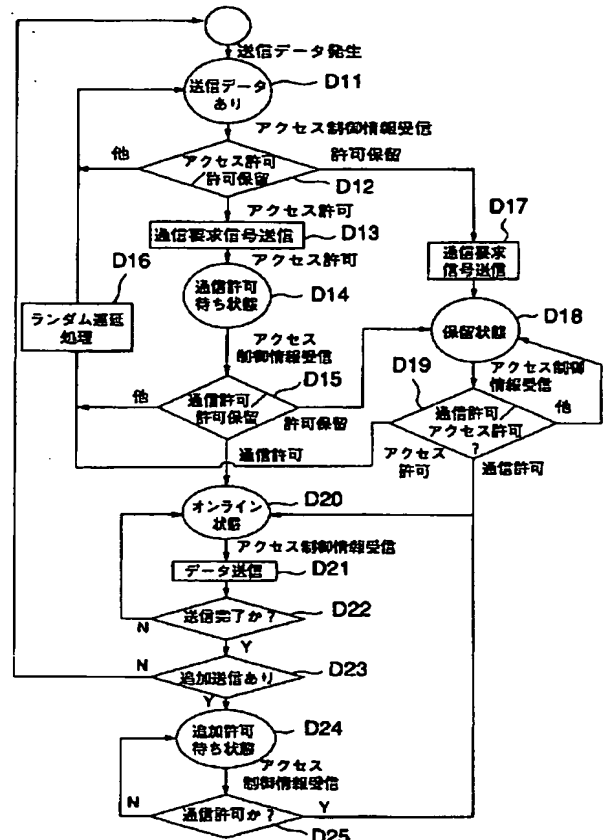 送信データ発生
送信データ
あり
D11
アクセス制御情報受信
他
アクセス許可
／許可保留
許可保留
D12
アクセス許可
通信要求信号送信
D13
D17
通信要求
信号送信
アクセス許可
D16
ランダム遅延
処理
通信許可
待ち状態
D14
保留状態
D18
アクセス
制御情報受信
アクセス制御
情報受信
D19
D15
他
通信許可／
許可保留
許可保留
通信許可／
アクセス許可
？
他
アクセス
許可
通信許可
通信許可
オンライン
状態
D20
アクセス制御情報受信
データ送信
D21
送信完了か？
D22
N
Y
N
追加送信あり
D23
Y
追加許可
待ち状態
D24
アクセス
制御情報受信
N
通信許可か？
Y
D25